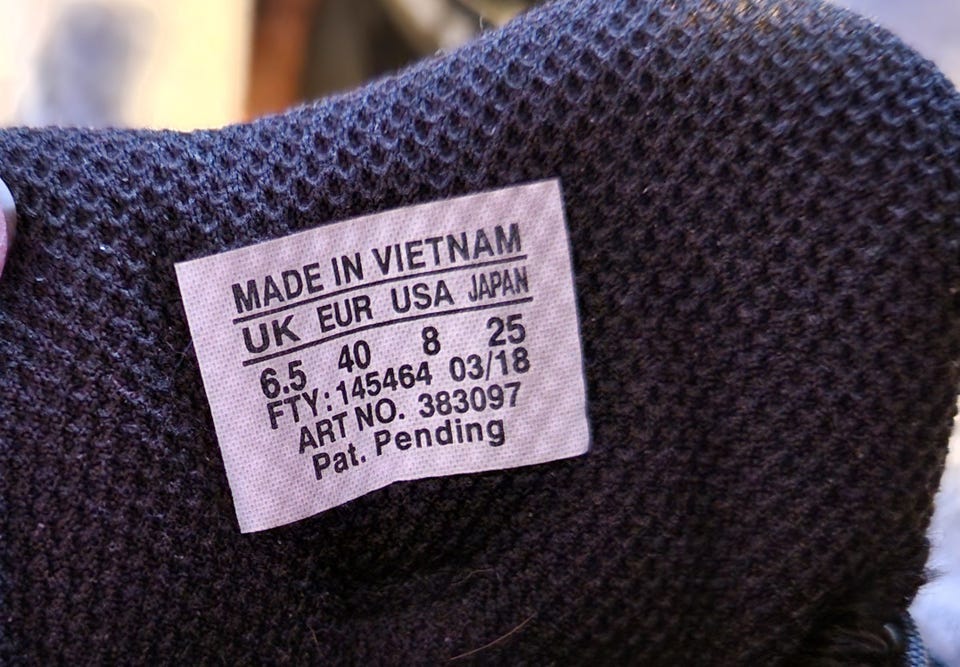 MADE IN VIETNAM
UK EUR USA JAPAN
6.5 40 8 25
FTY: 145464 03/18
ART NO. 383097
Pat. Pending